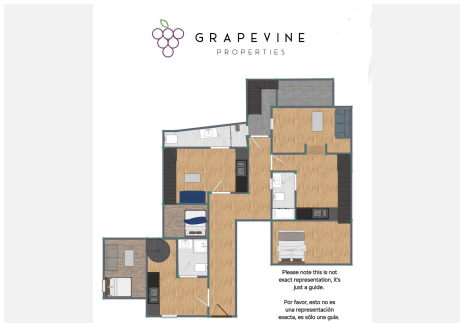 GRAPEVINE
PROPERTIES
Please note this is not
exact representation, it's
just a guide.
Por favor, esto no es
una representación
exacta, es sólo una guía.